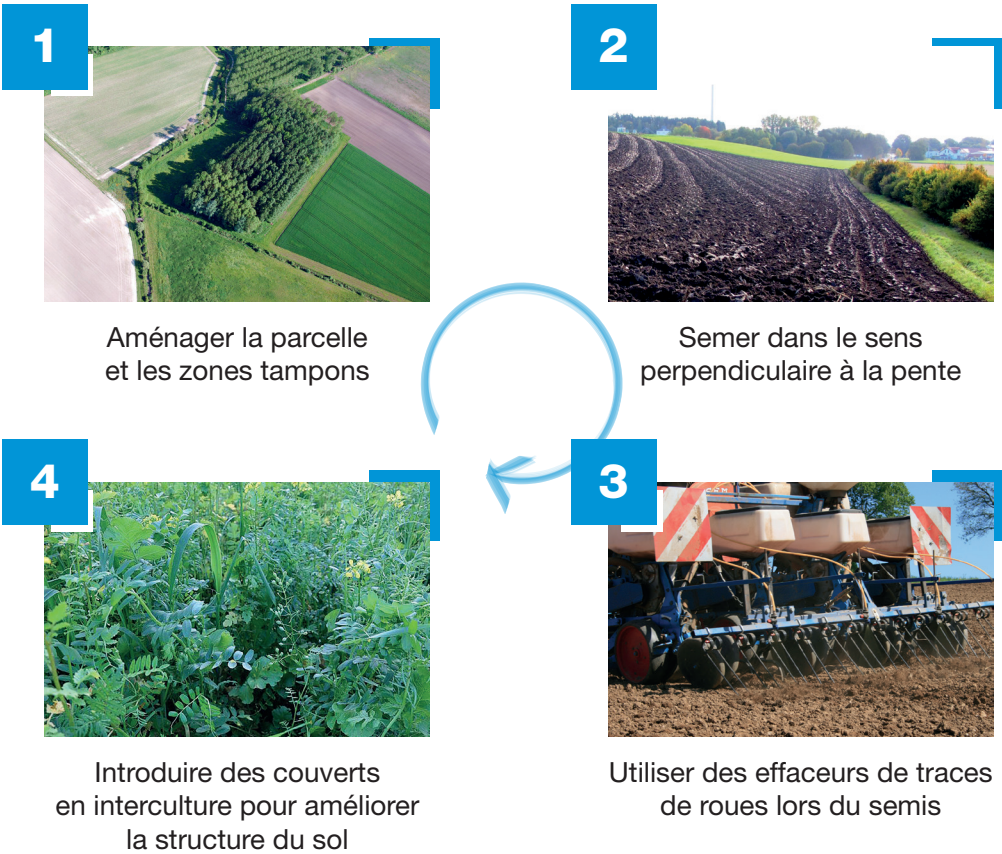 1
Aménager la parcelle
et les zones tampons
2
Semer dans le sens
perpendiculaire à la pente
3
Utiliser des effaceurs de traces
de roues lors du semis
4
Introduire des couverts
en interculture pour améliorer
la structure du sol